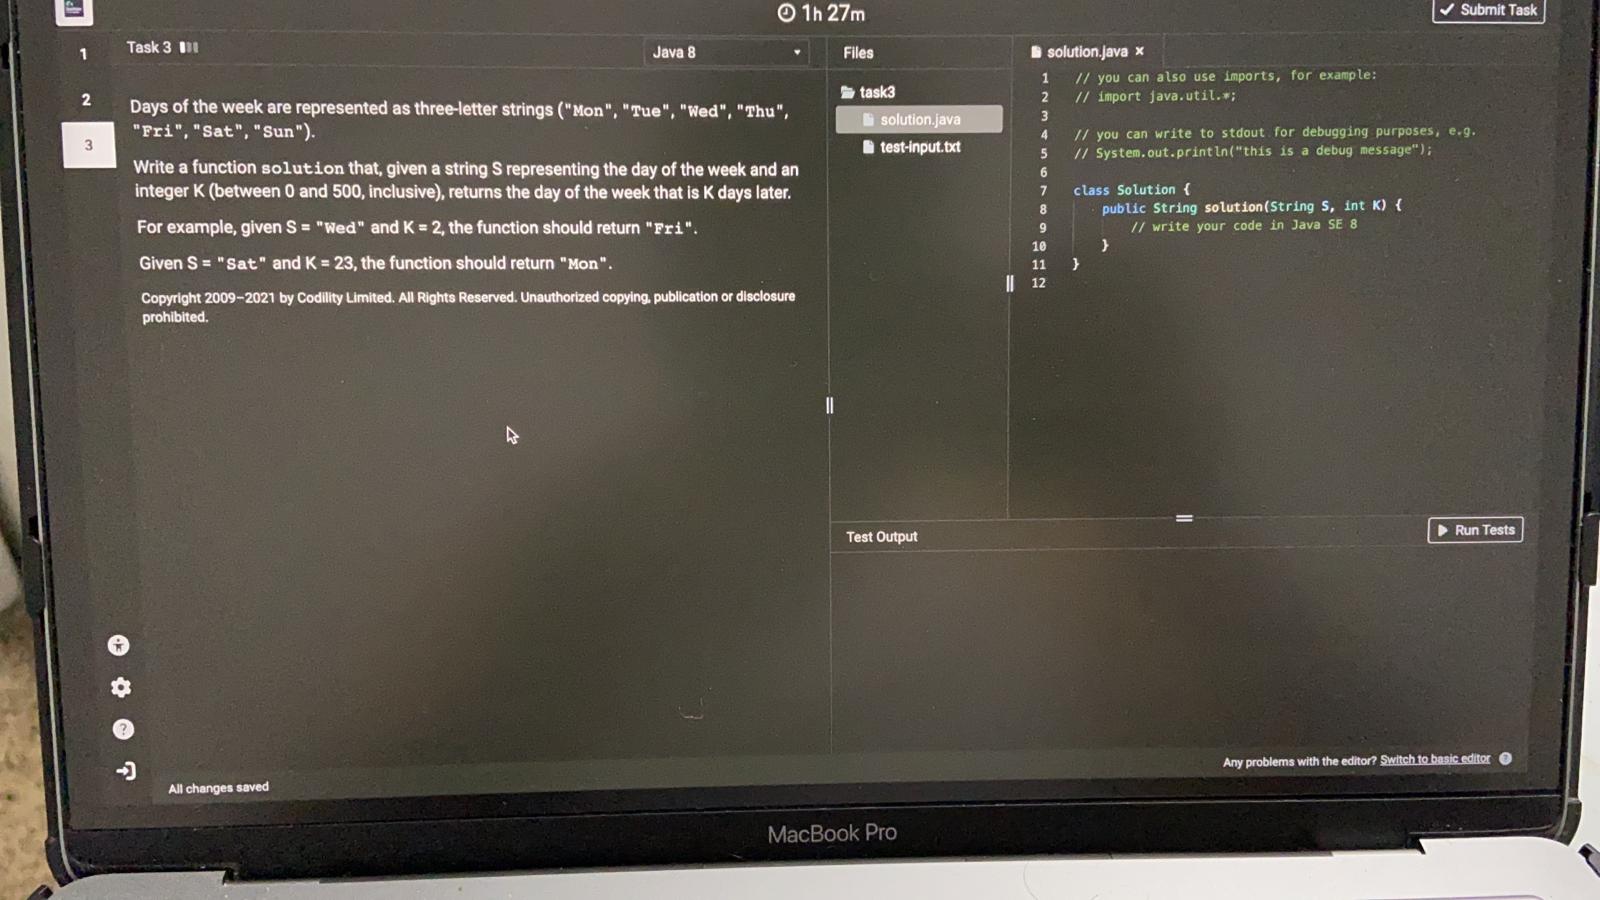 1h 27m
Submit Task
1
2
3
Task 3
Java 8
Days of the week are represented as three-letter strings ("Mon", "Tue", "Wed", "Thu",
"Fri", "Sat", "Sun").
Write a function solution that, given a string S representing the day of the week and an
integer K (between 0 and 500, inclusive), returns the day of the week that is K days later.
For example, given S = "Wed" and K = 2, the function should return "Fri".
Given S = "Sat" and K = 23, the function should return "Mon".
Copyright 2009–2021 by Codility Limited. All Rights Reserved. Unauthorized copying, publication or disclosure
prohibited.
All changes saved
Files
task3
solution.java
test-input.txt
solution.java ×
1 // you can also use imports, for example:
2 // import java.util.*;
3
4 // you can write to stdout for debugging purposes, e.g.
5 // System.out.println("this is a debug message");
6
7 class Solution {
8 public String solution(String S, int K) {
9 // write your code in Java SE 8
10 }
11 }
12
Test Output
Run Tests
Any problems with the editor? Switch to basic editor ?
MacBook Pro